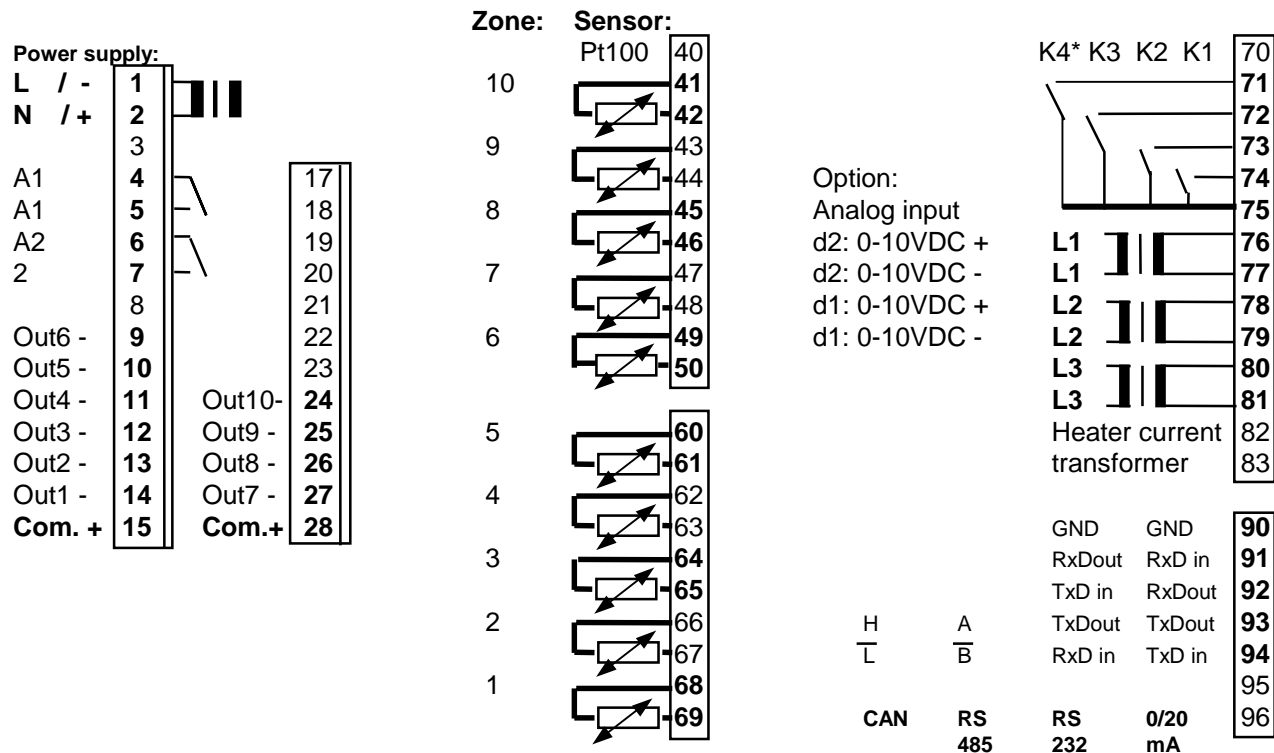 Zone: Sensor:
Power supply: Pt100 40 K4* K3 K2 K1 70
L / - 1 10 41 71
N / + 2 42 72
3 9 43 73
A1 4 17 44 Option: 74
A1 5 18 8 45 Analog input 75
A2 6 19 46 d2: 0-10VDC + L1 76
2 7 20 7 47 d2: 0-10VDC - L1 77
8 21 48 d1: 0-10VDC + L2 78
Out6 - 9 22 6 49 d1: 0-10VDC - L2 79
Out5 - 10 23 50 L3 80
Out4 - 11 Out10- 24 L3 81
Out3 - 12 Out9 - 25 5 60 Heater current 82
Out2 - 13 Out8 - 26 61 transformer 83
Out1 - 14 Out7 - 27 4 62
Com. + 15 Com.+ 28 63 GND GND 90
3 64 RxDout RxD in 91
65 TxD in RxDout 92
2 66 H A TxDout TxDout 93
67 L B RxD in TxD in 94
1 68 95
69 CAN RS RS 0/20 96
485 232 mA